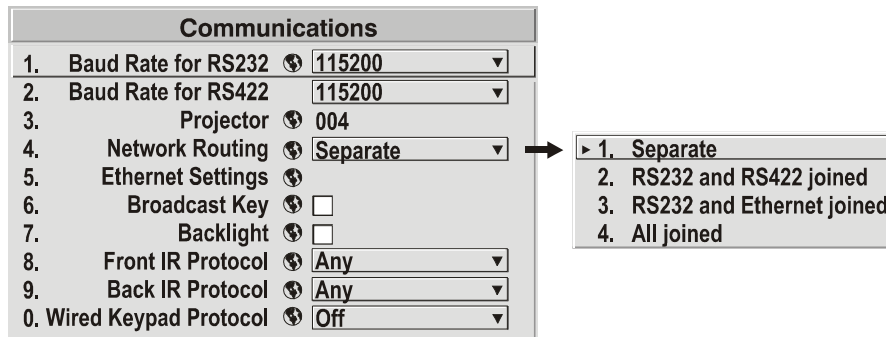 Communications
1. Baud Rate for RS232 115200
2. Baud Rate for RS422 115200
3. Projector 004
4. Network Routing Separate
5. Ethernet Settings
6. Broadcast Key
7. Backlight
8. Front IR Protocol Any
9. Back IR Protocol Any
0. Wired Keypad Protocol Off
1. Separate
2. RS232 and RS422 joined
3. RS232 and Ethernet joined
4. All joined